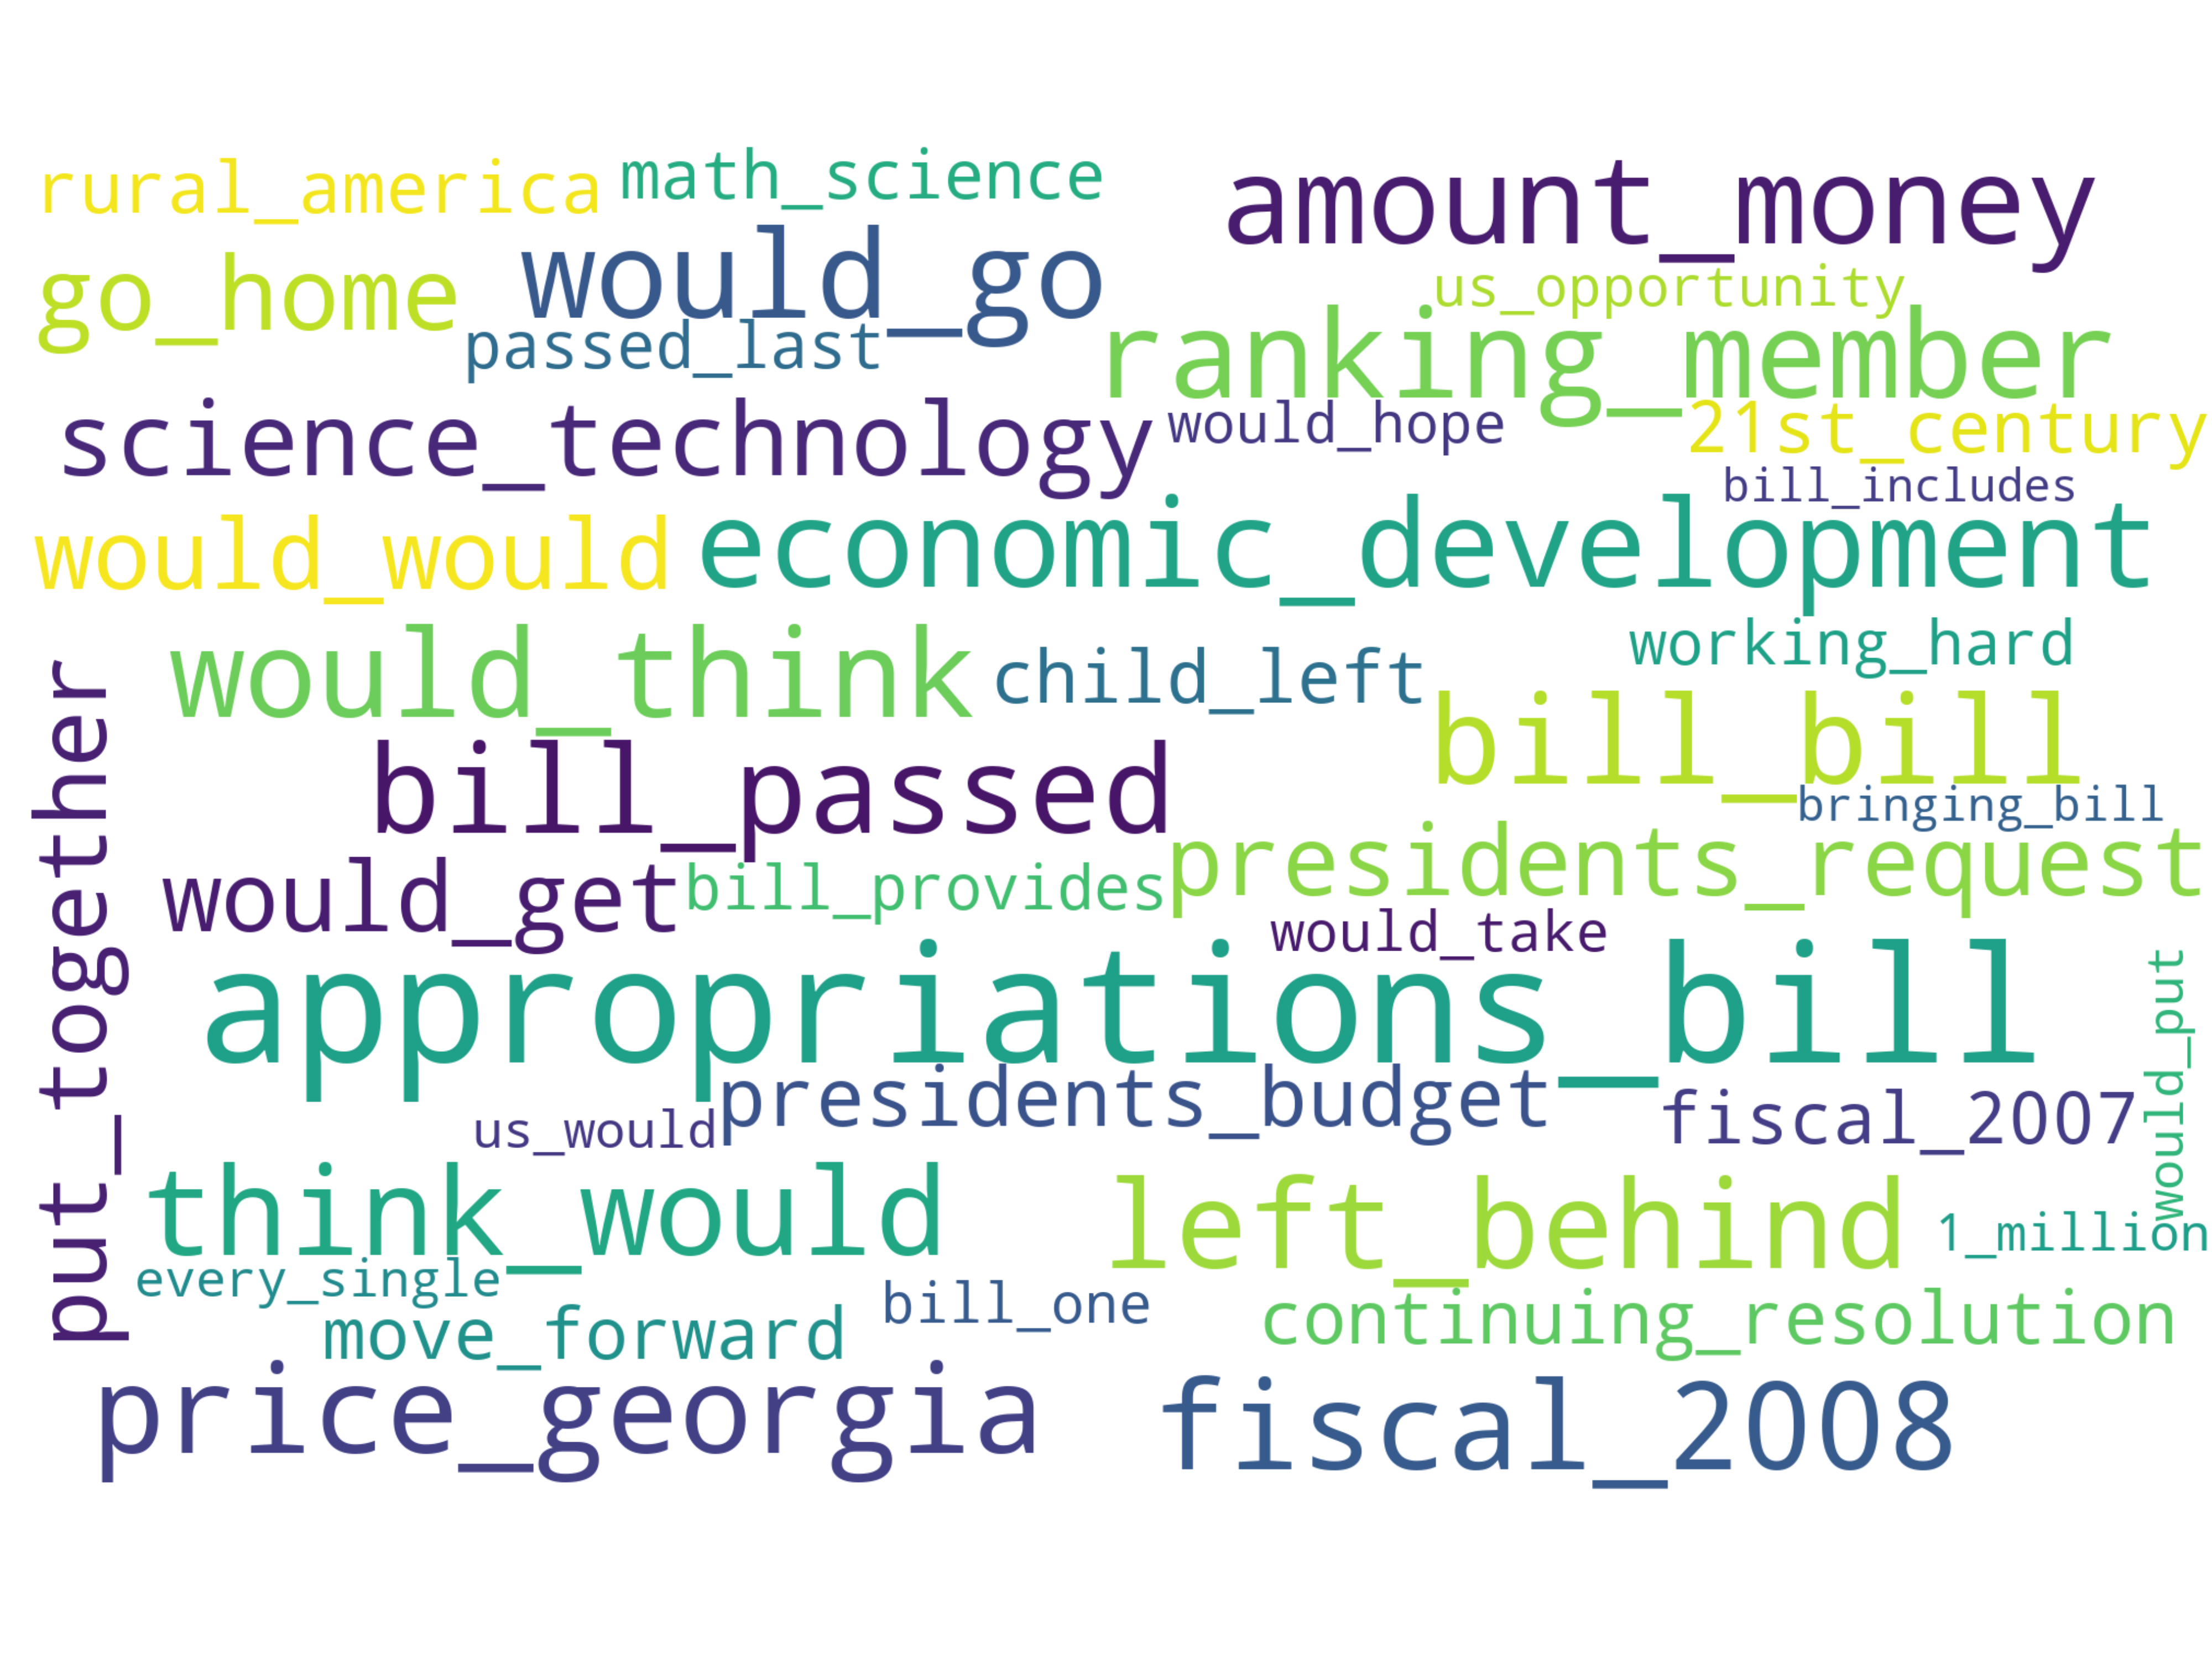 rural_america math_science amount_money
go_home would_go us_opportunity
passed_last ranking_member
science_technology would_hope 21st_century
bill_includes
would_would economic_development
would_think child_left working_hard
bill_passed bill_bill
bringing_bill
would_get bill_provides presidents_request
would_take
put_together
appropriations_bill
would_put
us_would presidents_budget fiscal_2007
think_would left_behind 1_million
every_single bill_one continuing_resolution
move_forward
price_georgia fiscal_2008